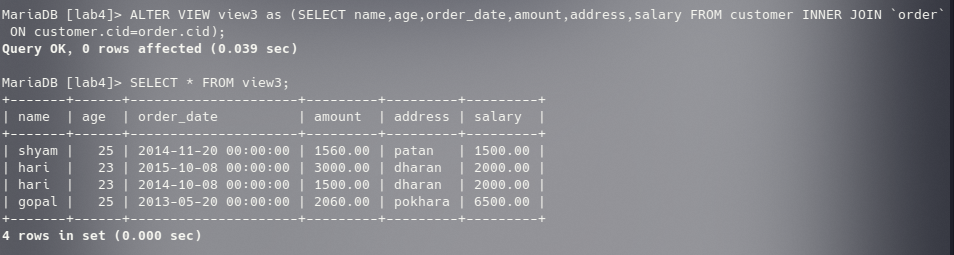 MariaDB [lab4]> ALTER VIEW view3 as (SELECT name,age,order_date,amount,address,salary FROM customer INNER JOIN `order`
 ON customer.cid=order.cid);
Query OK, 0 rows affected (0.039 sec)

MariaDB [lab4]> SELECT * FROM view3;
+-------+------+---------------------+---------+---------+---------+
| name  | age  | order_date          | amount  | address | salary  |
+-------+------+---------------------+---------+---------+---------+
| shyam |   25 | 2014-11-20 00:00:00 | 1560.00 | patan   | 1500.00 |
| hari  |   23 | 2015-10-08 00:00:00 | 3000.00 | dharan  | 2000.00 |
| hari  |   23 | 2014-10-08 00:00:00 | 1500.00 | dharan  | 2000.00 |
| gopal |   25 | 2013-05-20 00:00:00 | 2060.00 | pokhara | 6500.00 |
+-------+------+---------------------+---------+---------+---------+
4 rows in set (0.000 sec)